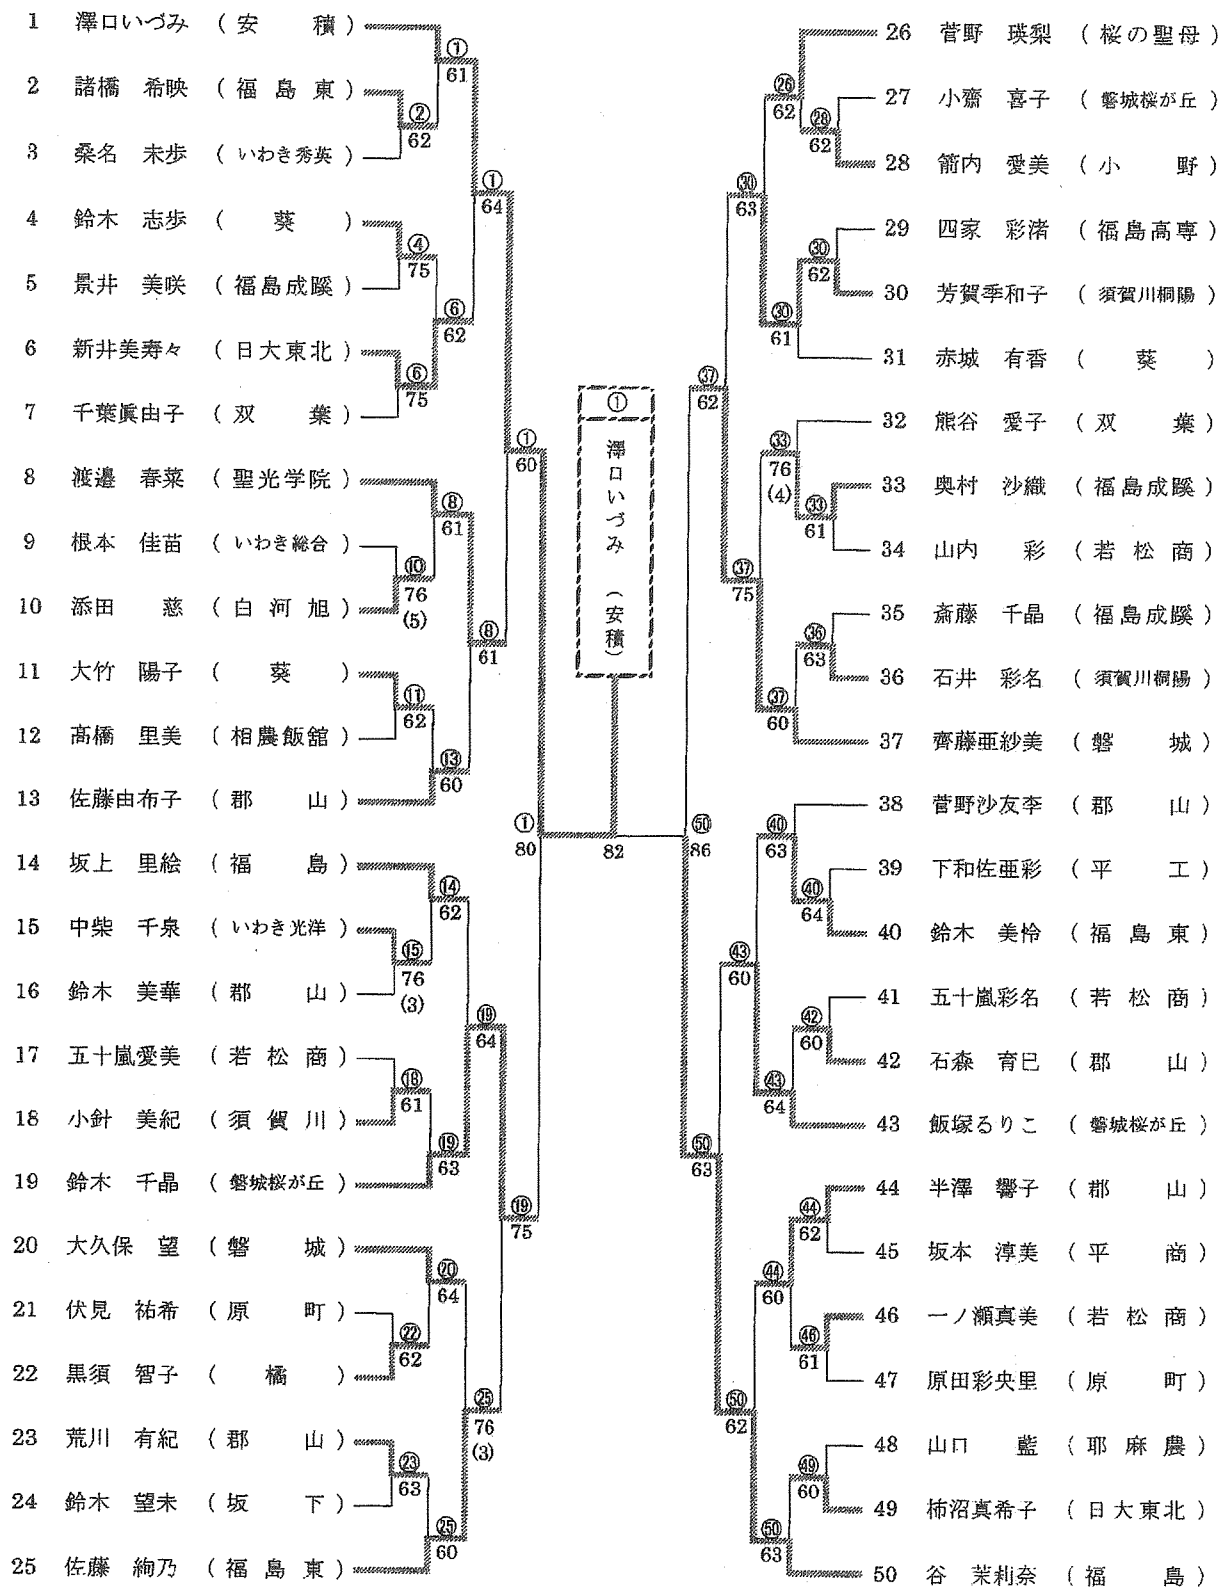 1 澤口いづみ (安 積)
2 諸橋 希映 (福島東)
3 桑名 未歩 (いわき秀英)
4 鈴木 志歩 (葵)
5 景井 美咲 (福島成蹊)
6 新井美寿々 (日大東北)
7 千葉眞由子 (双 葉)
8 渡邉 春菜 (聖光学院)
9 根本 佳苗 (いわき総合)
10 添田 慈 (白河旭)
11 大竹 陽子 (葵)
12 高橋 里美 (相農飯舘)
13 佐藤由布子 (郡 山)
14 坂上 里絵 (福 島)
15 中柴 千泉 (いわき光洋)
16 鈴木 美華 (郡 山)
17 五十嵐愛美 (若松商)
18 小針 美紀 (須賀川)
19 鈴木 千晶 (磐城桜が丘)
20 大久保 望 (磐 城)
21 伏見 祐希 (原 町)
22 黒須 智子 (橘)
23 荒川 有紀 (郡 山)
24 鈴木 望未 (坂 下)
25 佐藤 絢乃 (福島東)
② 62
④ 75
⑥ 75
⑩ 76 (5)
⑪ 62
⑮ 76 (3)
⑱ 61
㉒ 62
㉓ 63
① 61
⑥ 62
⑧ 61
⑬ 60
⑭ 62
⑲ 63
⑳ 64
㉕ 60
① 64
⑧ 61
⑲ 64
㉕ 76 (3)
① 60
⑲ 75
① 80
①
澤口いづみ (安積)
82
㊿ 86
㊲ 62
㊿ 63
㉚ 63
㊲ 75
㊸ 60
㊿ 62
㉖ 62
㉚ 61
㉝ 76 (4)
㊲ 60
㊵ 63
㊸ 64
㊹ 60
㊿ 63
㉘ 62
㉚ 62
㉝ 61
㊱ 63
㊵ 64
㊷ 60
㊹ 62
㊻ 61
㊾ 60
26 菅野 瑛梨 (桜の聖母)
27 小齋 喜子 (磐城桜が丘)
28 箭内 愛美 (小 野)
29 四家 彩渚 (福島高専)
30 芳賀季和子 (須賀川桐陽)
31 赤城 有香 (葵)
32 熊谷 愛子 (双 葉)
33 奥村 沙織 (福島成蹊)
34 山内 彩 (若松商)
35 斎藤 千晶 (福島成蹊)
36 石井 彩名 (須賀川桐陽)
37 齊藤亜紗美 (磐 城)
38 菅野沙友李 (郡 山)
39 下和佐亜彩 (平 工)
40 鈴木 美怜 (福島東)
41 五十嵐彩名 (若松商)
42 石森 育巳 (郡 山)
43 飯塚るりこ (磐城桜が丘)
44 半澤 響子 (郡 山)
45 坂本 淳美 (平 商)
46 一ノ瀬真美 (若松商)
47 原田彩央里 (原 町)
48 山口 藍 (耶麻農)
49 柿沼真希子 (日大東北)
50 谷 茉莉奈 (福 島)